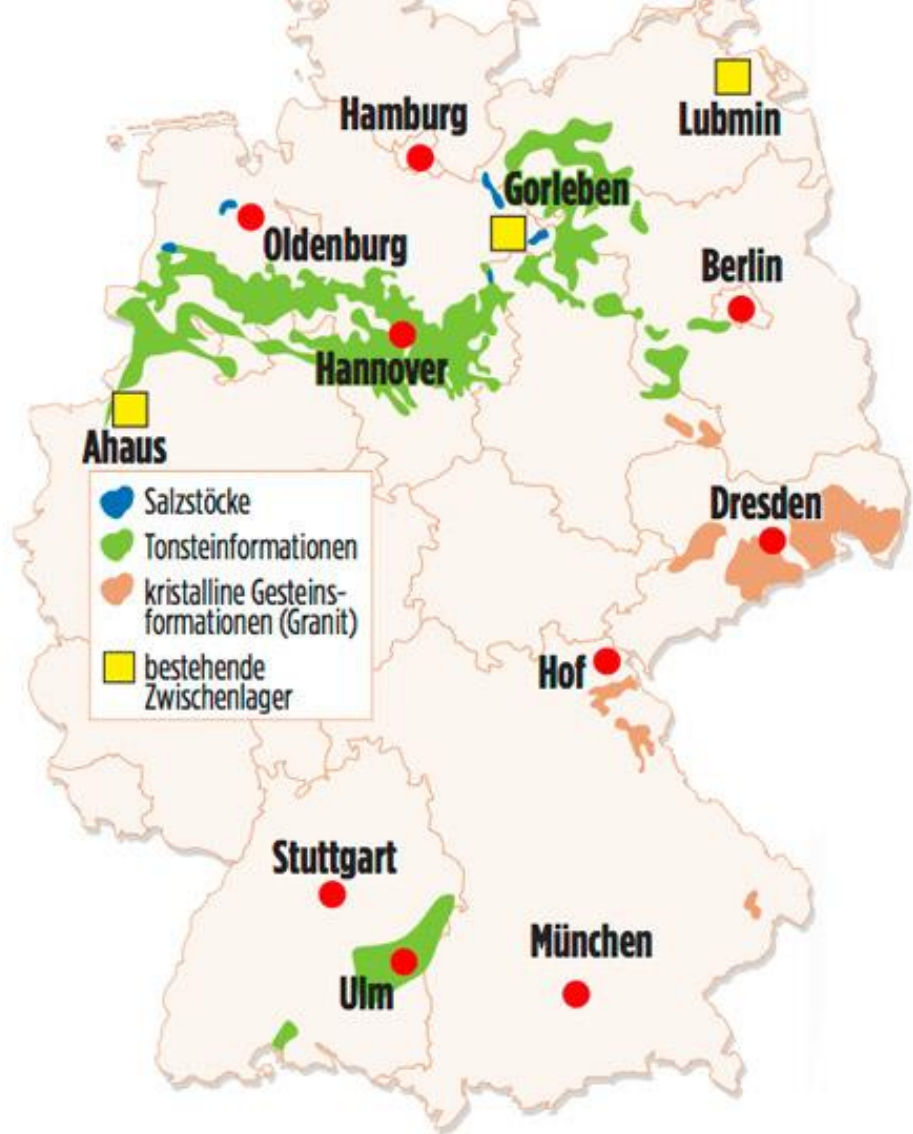 Hamburg
Lubmin
Gorleben
Oldenburg
Berlin
Hannover
Ahaus
Salzstöcke
Tonsteinformationen
kristalline Gesteins-
formationen (Granit)
bestehende
Zwischenlager
Dresden
Hof
Stuttgart
München
Ulm